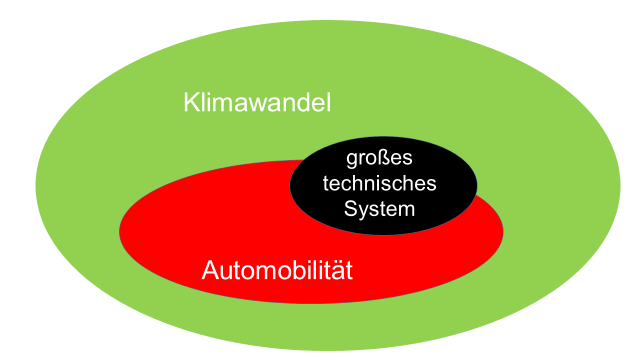 Klimawandel
großes
technisches
System
Automobilität